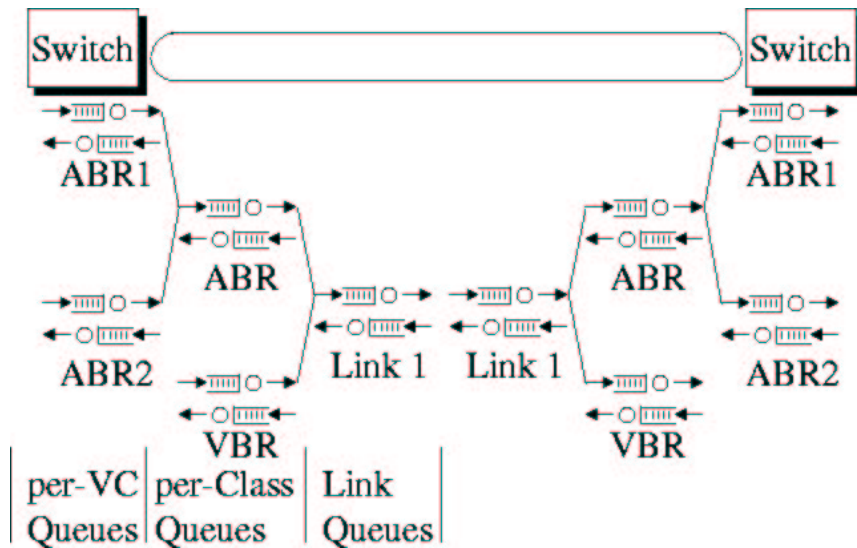 Switch
Switch
ABR1
ABR1
ABR
ABR
ABR2
Link 1
Link 1
ABR2
VBR
VBR
per-VC
per-Class
Link
Queues
Queues
Queues